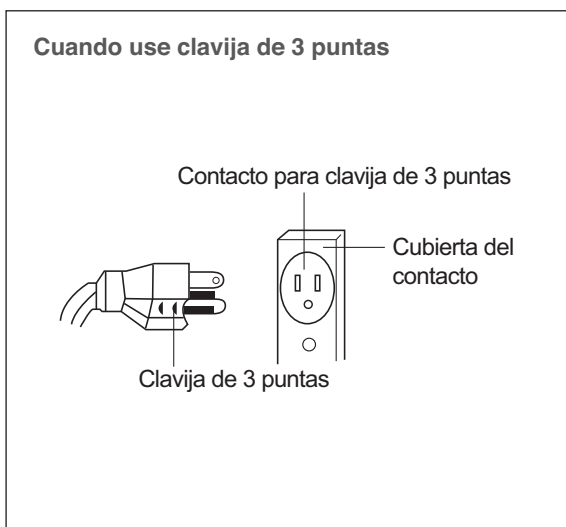 Cuando use clavija de 3 puntas
Contacto para clavija de 3 puntas
Cubierta del
contacto
Clavija de 3 puntas